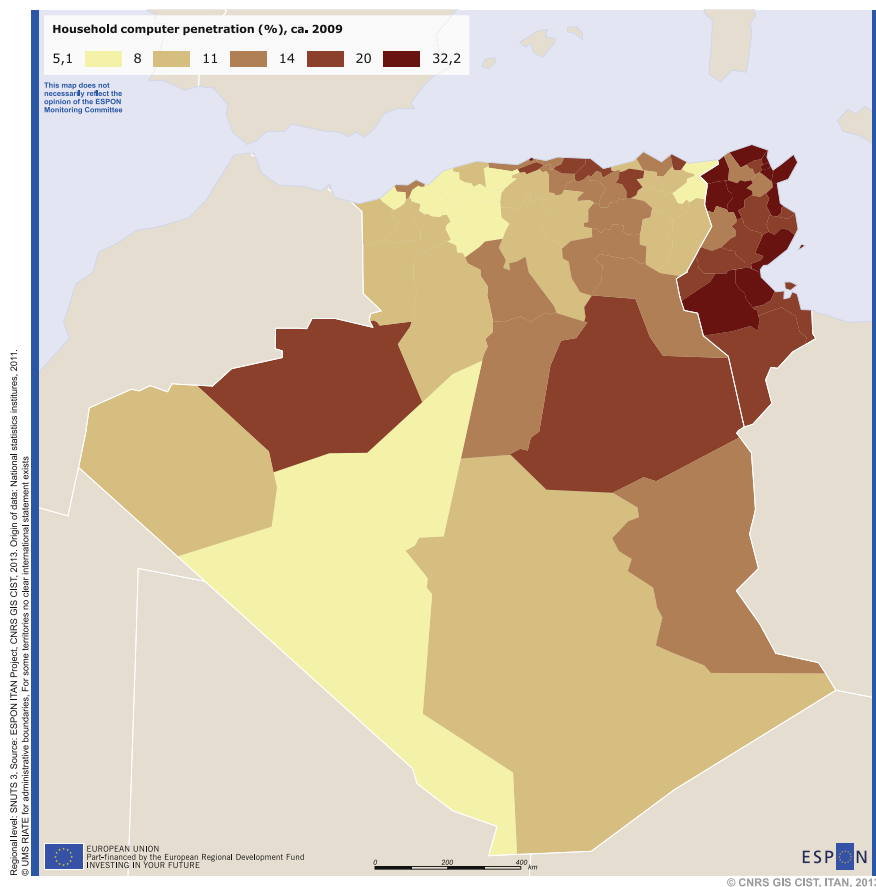 Household computer penetration (%), ca. 2009
5,1 8 11 14 20 32,2
This map does not
necessarily reflect the
opinion of the ESPON
Monitoring Committee
Regional level: SNUTS 3, Source: ESPON ITAN Project, CNRS GIS CIST, 2013. Origin of data: National statistics institures, 2011.
© UMS RIATE for administrative boundaries, For some territories no clear international statement exists
EUROPEAN UNION
Part-financed by the European Regional Development Fund
INVESTING IN YOUR FUTURE
0 200 400
km
ESPON
© CNRS GIS CIST, ITAN, 2013